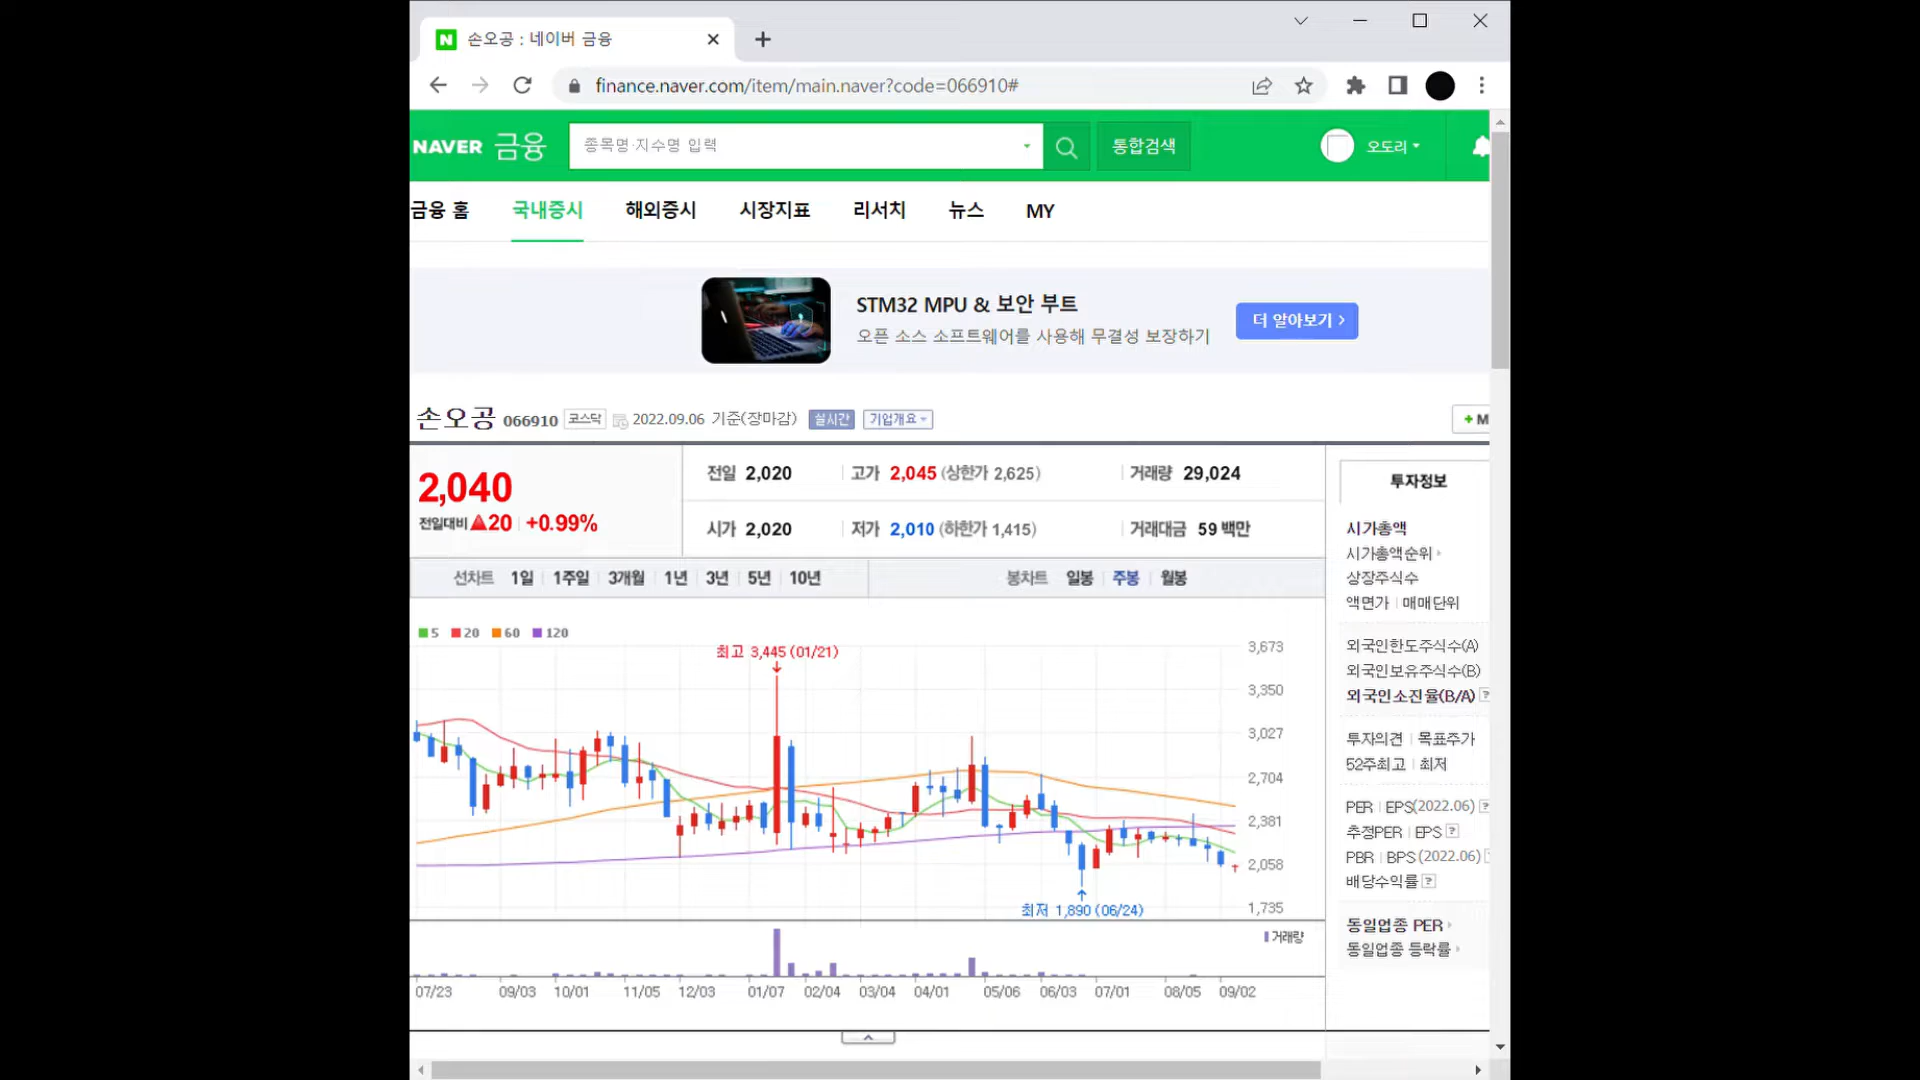 손오공 : 네이버 금융
finance.naver.com/item/main.naver?code=066910#
NAVER 금융
종목명·지수명 입력
통합검색
오토리
금융 홈 국내증시 해외증시 시장지표 리서치 뉴스 MY
STM32 MPU & 보안 부트
오픈 소스 소프트웨어를 사용해 무결성 보장하기
더 알아보기 >
손오공 066910 코스닥 2022.09.06 기준(장마감) 실시간 기업개요
+ M
2,040
전일대비 ▲20 +0.99%
전일 2,020 고가 2,045 (상한가 2,625) 거래량 29,024
시가 2,020 저가 2,010 (하한가 1,415) 거래대금 59 백만
선차트 1일 1주일 3개월 1년 3년 5년 10년 봉차트 일봉 주봉 월봉
5 20 60 120
최고 3,445 (01/21)
3,673
3,350
3,027
2,704
2,381
2,058
1,735
최저 1,890 (06/24)
거래량
07/23 09/03 10/01 11/05 12/03 01/07 02/04 03/04 04/01 05/06 06/03 07/01 08/05 09/02
투자정보
시가총액
시가총액순위
상장주식수
액면가 | 매매단위
외국인한도주식수(A)
외국인보유주식수(B)
외국인소진율(B/A) ?
투자의견 | 목표주가
52주최고 | 최저
PER | EPS(2022.06) ?
추정PER | EPS ?
PBR | BPS (2022.06) ?
배당수익률 ?
동일업종 PER
동일업종 등락률